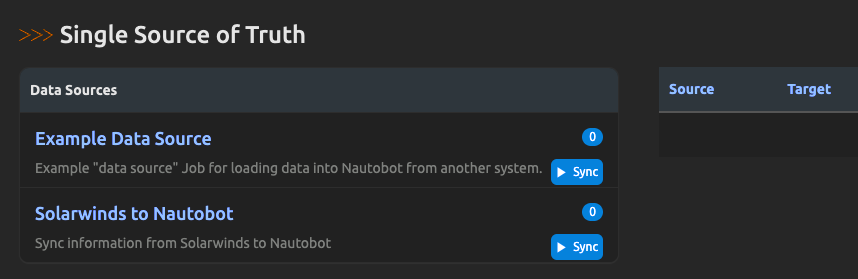 >>> Single Source of Truth
Data Sources
Source Target
Example Data Source 0
Example "data source" Job for loading data into Nautobot from another system. Sync
Solarwinds to Nautobot 0
Sync information from Solarwinds to Nautobot Sync